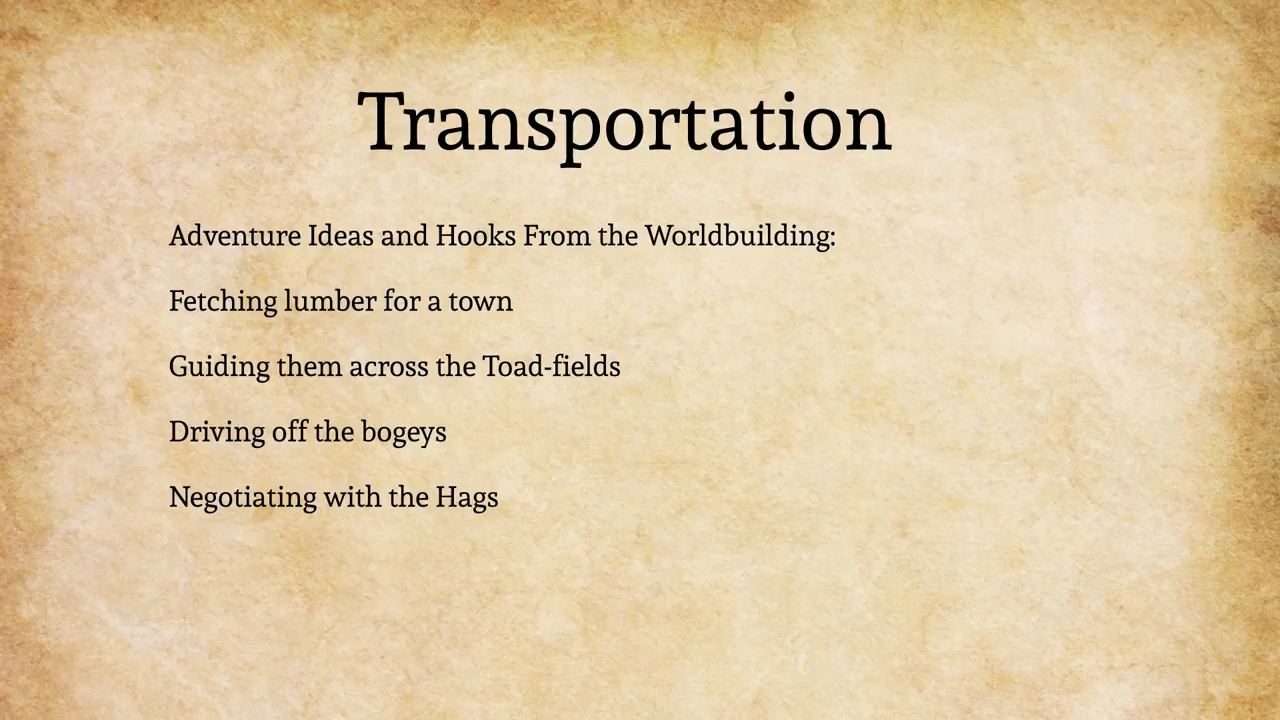 Transportation
Adventure Ideas and Hooks From the Worldbuilding:
Fetching lumber for a town
Guiding them across the Toad-fields
Driving off the bogeys
Negotiating with the Hags